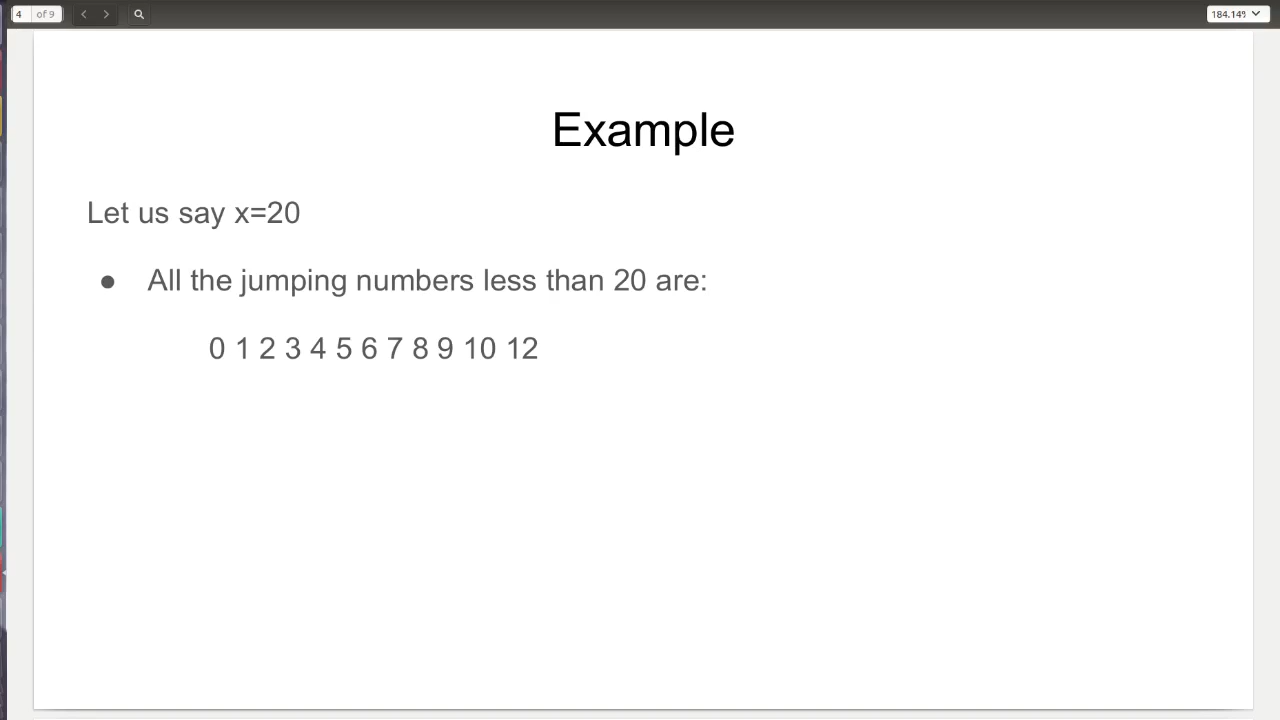 4 of 9
184.14%
Example
Let us say x=20
● All the jumping numbers less than 20 are:
0 1 2 3 4 5 6 7 8 9 10 12